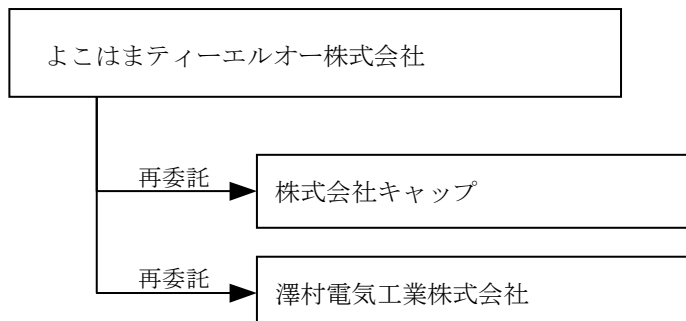 よこはまティーエルオー株式会社
再委託
株式会社キャップ
再委託
澤村電気工業株式会社